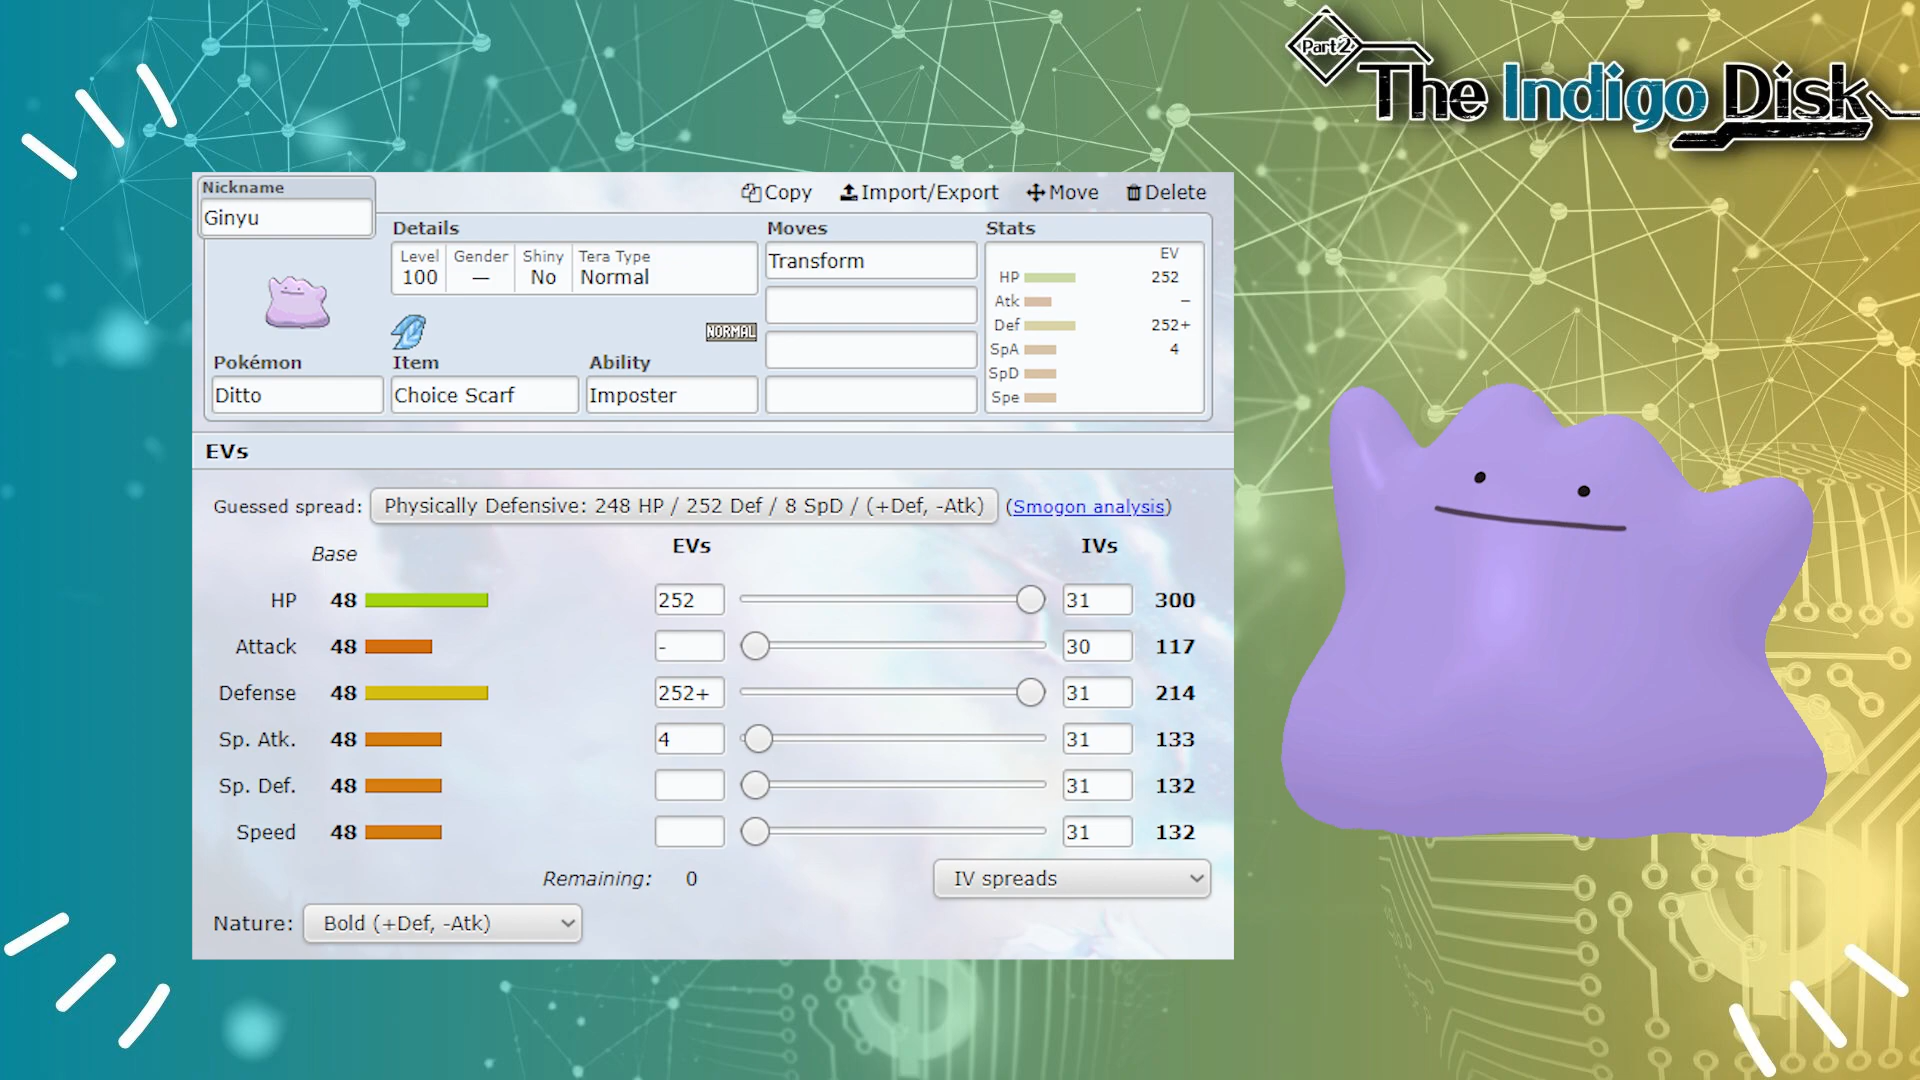 Part 2
The Indigo Disk
Nickname
Ginyu
Copy Import/Export Move Delete
Details
Level Gender Shiny Tera Type
100 — No Normal
NORMAL
Pokémon Item Ability
Ditto Choice Scarf Imposter
Moves
Transform
Stats
EV
HP 252
Atk –
Def 252+
SpA 4
SpD
Spe
EVs
Guessed spread: Physically Defensive: 248 HP / 252 Def / 8 SpD / (+Def, -Atk) (Smogon analysis)
Base EVs IVs
HP 48 252 31 300
Attack 48 - 30 117
Defense 48 252+ 31 214
Sp. Atk. 48 4 31 133
Sp. Def. 48 31 132
Speed 48 31 132
Remaining: 0 IV spreads
Nature: Bold (+Def, -Atk)